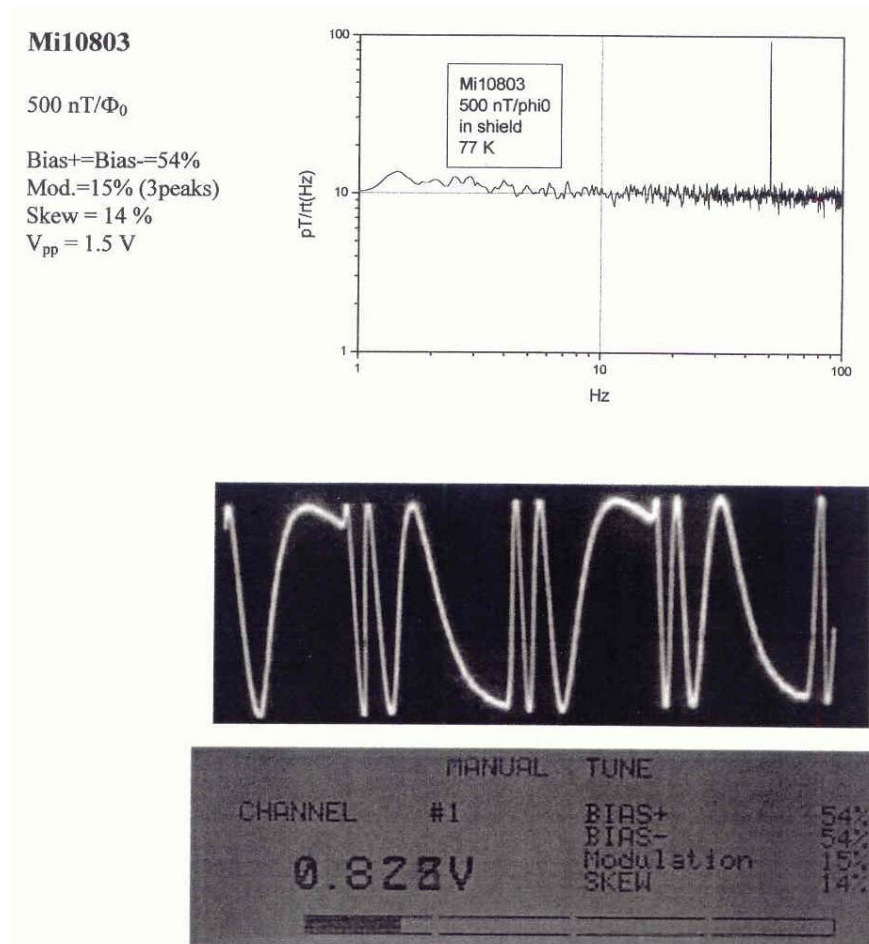 Mi10803
500 nT/Φ₀
Bias+=Bias-=54%
Mod.=15% (3peaks)
Skew = 14 %
Vpp = 1.5 V
100
10
1
pT/rt(Hz)
Mi10803
500 nT/phi0
in shield
77 K
1
10
100
Hz
MANUAL TUNE
CHANNEL #1
BIAS+ 54%
BIAS- 54%
Modulation 15%
SKEW 14%